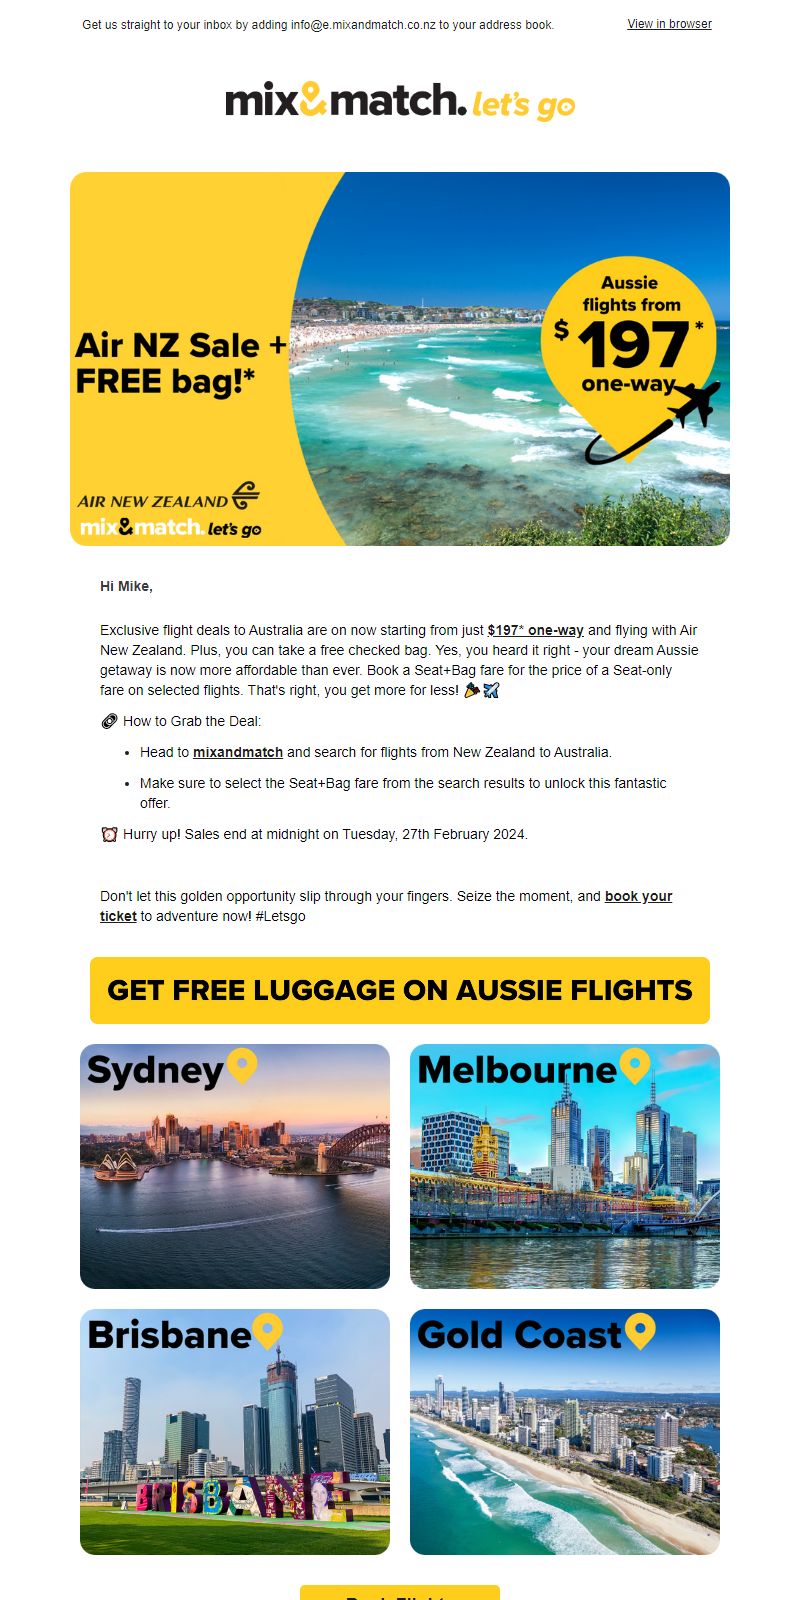 Get us straight to your inbox by adding info@e.mixandmatch.co.nz to your address book.
View in browser
mix&match. let's go
Air NZ Sale +
FREE bag!*
Aussie
flights from
$197*
one-way
AIR NEW ZEALAND
mix&match. let's go
Hi Mike,
Exclusive flight deals to Australia are on now starting from just $197* one-way and flying with Air
New Zealand. Plus, you can take a free checked bag. Yes, you heard it right - your dream Aussie
getaway is now more affordable than ever. Book a Seat+Bag fare for the price of a Seat-only
fare on selected flights. That's right, you get more for less! 🎉✈️
🎟️ How to Grab the Deal:
• Head to mixandmatch and search for flights from New Zealand to Australia.
• Make sure to select the Seat+Bag fare from the search results to unlock this fantastic
offer.
⏰ Hurry up! Sales end at midnight on Tuesday, 27th February 2024.
Don't let this golden opportunity slip through your fingers. Seize the moment, and book your
ticket to adventure now! #Letsgo
GET FREE LUGGAGE ON AUSSIE FLIGHTS
Sydney
Melbourne
Brisbane
BRISBANE
Gold Coast